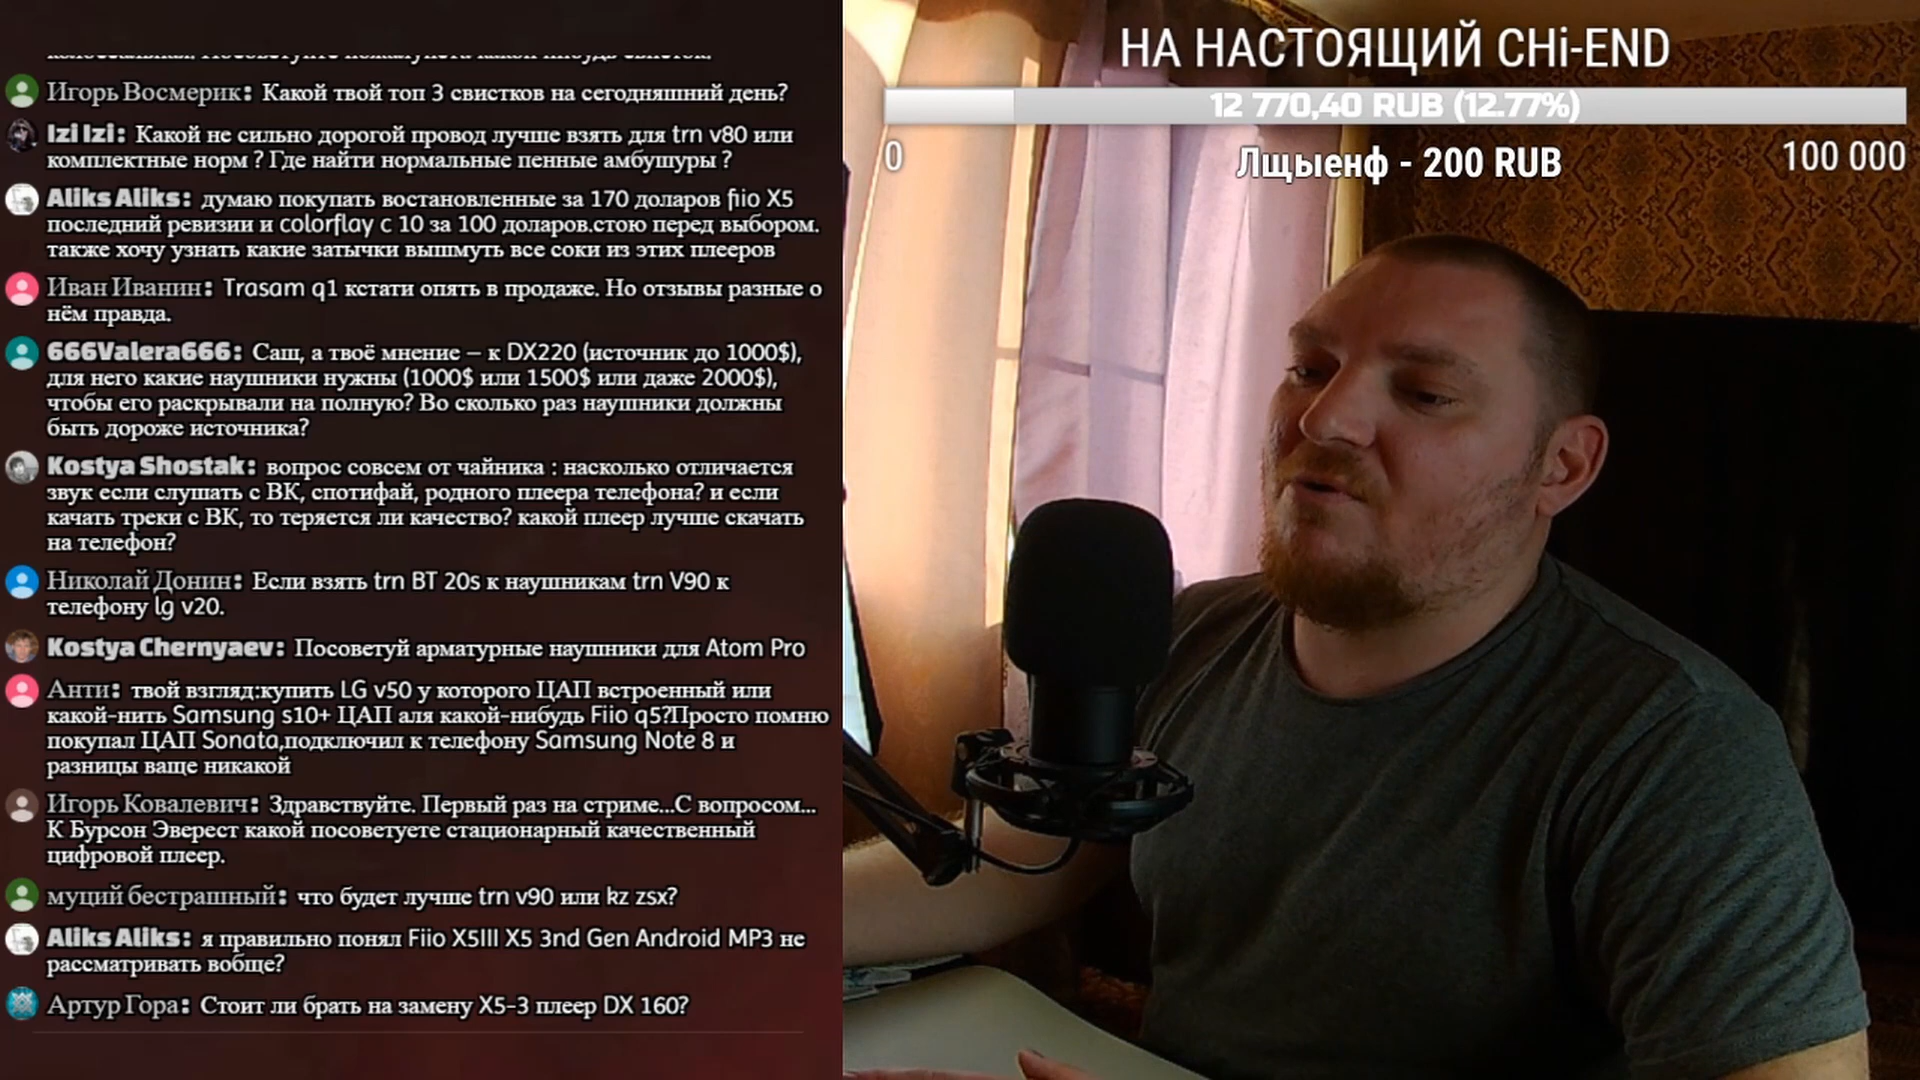 Игорь Восмерик: Какой твой топ 3 свистков на сегодняшний день?
Izi Izi: Какой не сильно дорогой провод лучше взять для trn v80 или
комплектные норм ? Где найти нормальные пенные амбушуры ?
Aliks Aliks: думаю покупать востановленные за 170 доларов fiio X5
последний ревизии и colorflay c 10 за 100 доларов.стою перед выбором.
также хочу узнать какие затычки вышмуть все соки из этих плееров
Иван Иванин: Trasam q1 кстати опять в продаже. Но отзывы разные о
нём правда.
666Valera666: Саш, а твоё мнение – к DX220 (источник до 1000$),
для него какие наушники нужны (1000$ или 1500$ или даже 2000$),
чтобы его раскрывали на полную? Во сколько раз наушники должны
быть дороже источника?
Kostya Shostak: вопрос совсем от чайника : насколько отличается
звук если слушать с ВК, спотифай, родного плеера телефона? и если
качать треки с ВК, то теряется ли качество? какой плеер лучше скачать
на телефон?
Николай Донин: Если взять trn BT 20s к наушникам trn V90 к
телефону lg v20.
Kostya Chernyaev: Посоветуй арматурные наушники для Atom Pro
Анти: твой взгляд:купить LG v50 у которого ЦАП встроенный или
какой-нить Samsung s10+ ЦАП аля какой-нибудь Fiio q5?Просто помню
покупал ЦАП Sonata,подключил к телефону Samsung Note 8 и
разницы ваще никакой
Игорь Ковалевич: Здравствуйте. Первый раз на стриме...С вопросом...
К Бурсон Эверест какой посоветуете стационарный качественный
цифровой плеер.
муций бестрашный: что будет лучше trn v90 или kz zsx?
Aliks Aliks: я правильно понял Fiio X5III X5 3nd Gen Android MP3 не
рассматривать вобще?
Артур Гора: Стоит ли брать на замену X5-3 плеер DX 160?
НА НАСТОЯЩИЙ CHi-END
12 770,40 RUB (12.77%)
0
Лщыенф - 200 RUB
100 000